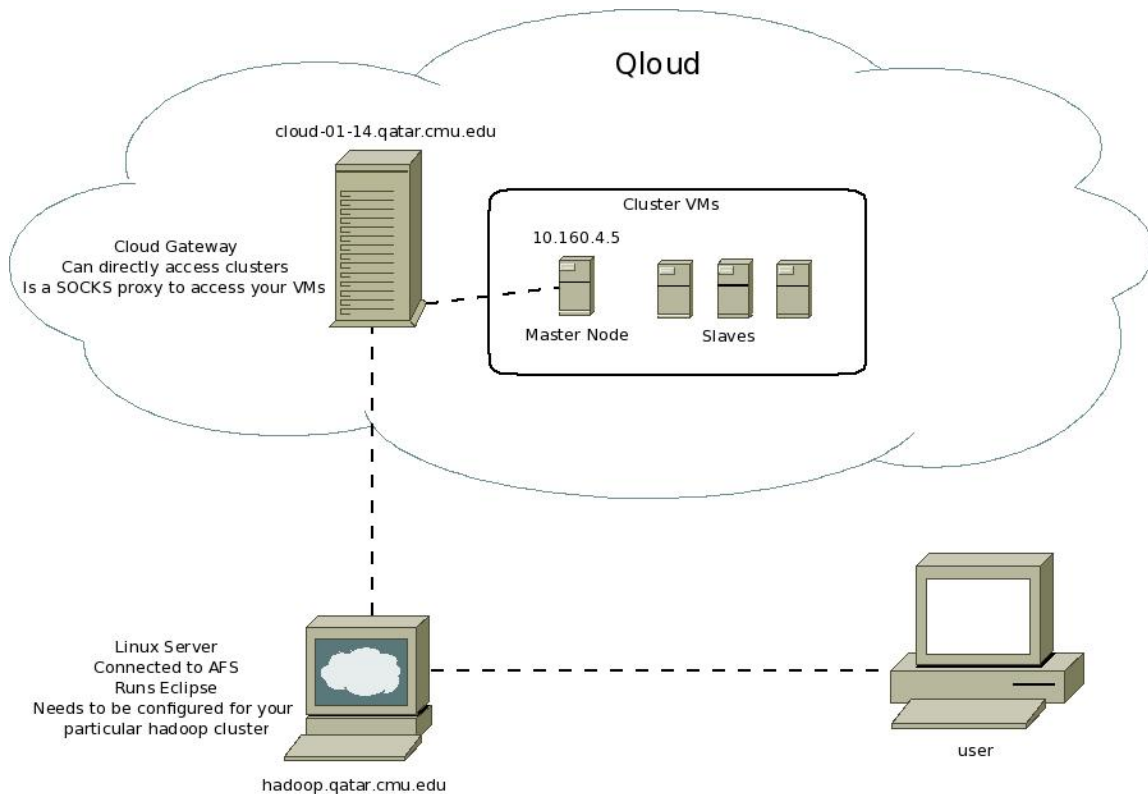 Qloud
cloud-01-14.qatar.cmu.edu
Cloud Gateway
Can directly access clusters
Is a SOCKS proxy to access your VMs
Cluster VMs
10.160.4.5
Master Node
Slaves
Linux Server
Connected to AFS
Runs Eclipse
Needs to be configured for your
particular hadoop cluster
hadoop.qatar.cmu.edu
user